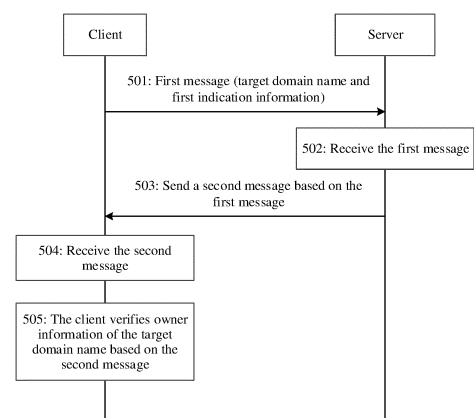 Client
Server
501: First message (target domain name and
first indication information)
502: Receive the first message
503: Send a second message based on the
first message
504: Receive the second
message
505: The client verifies owner
information of the target
domain name based on the
second message